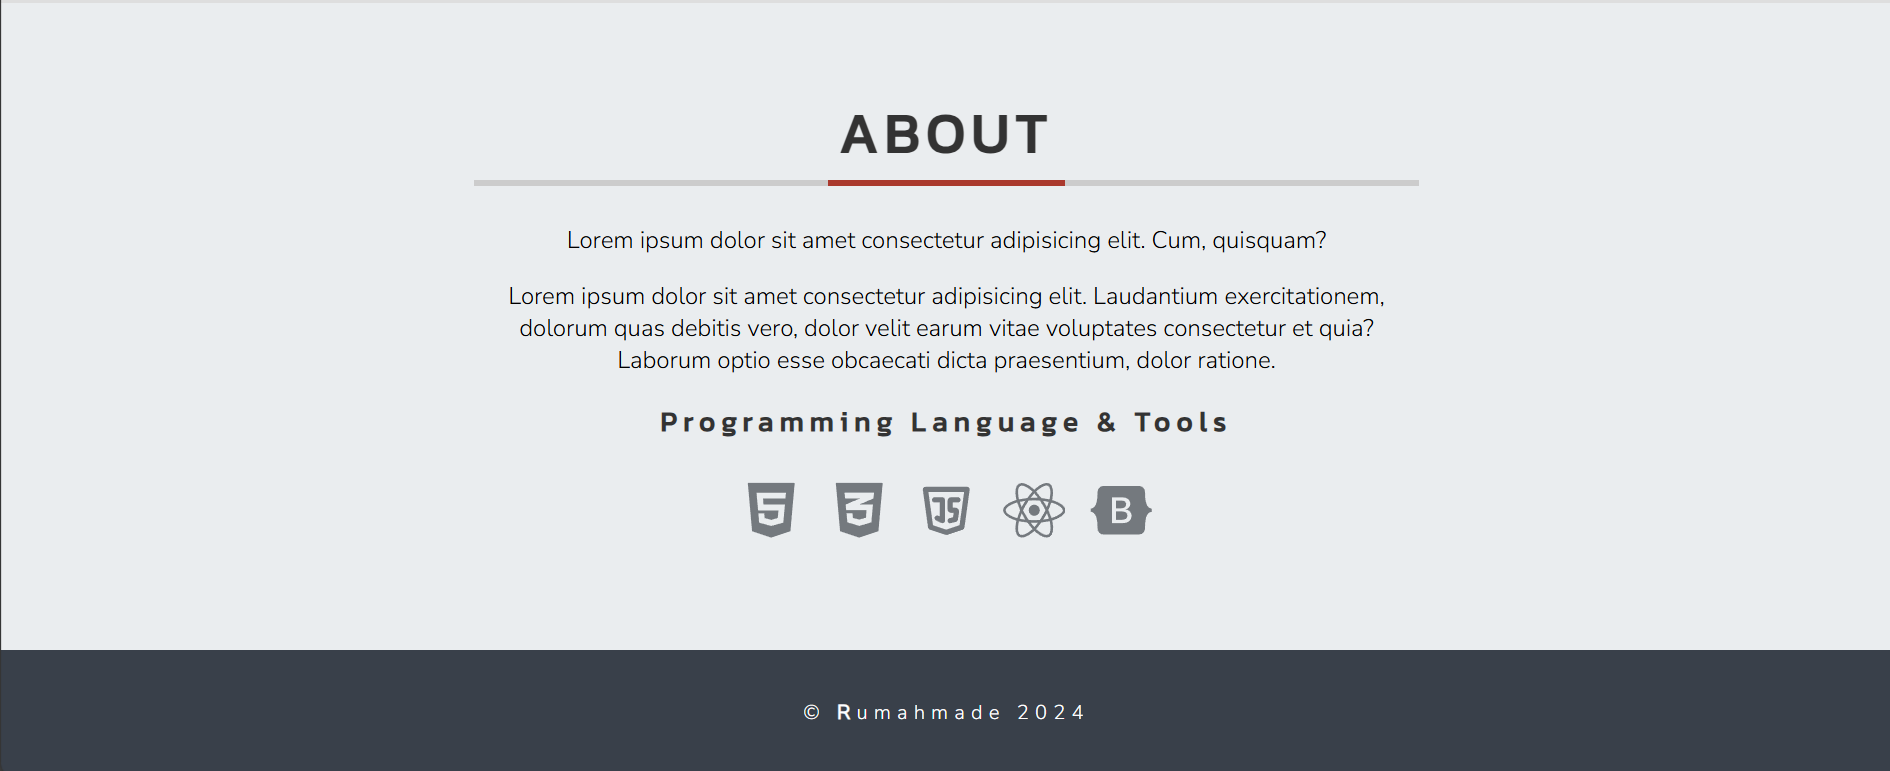 ABOUT
Lorem ipsum dolor sit amet consectetur adipisicing elit. Cum, quisquam?
Lorem ipsum dolor sit amet consectetur adipisicing elit. Laudantium exercitationem,
dolorum quas debitis vero, dolor velit earum vitae voluptates consectetur et quia?
Laborum optio esse obcaecati dicta praesentium, dolor ratione.
Programming Language & Tools
5 3 JS B
© Rumahmade 2024